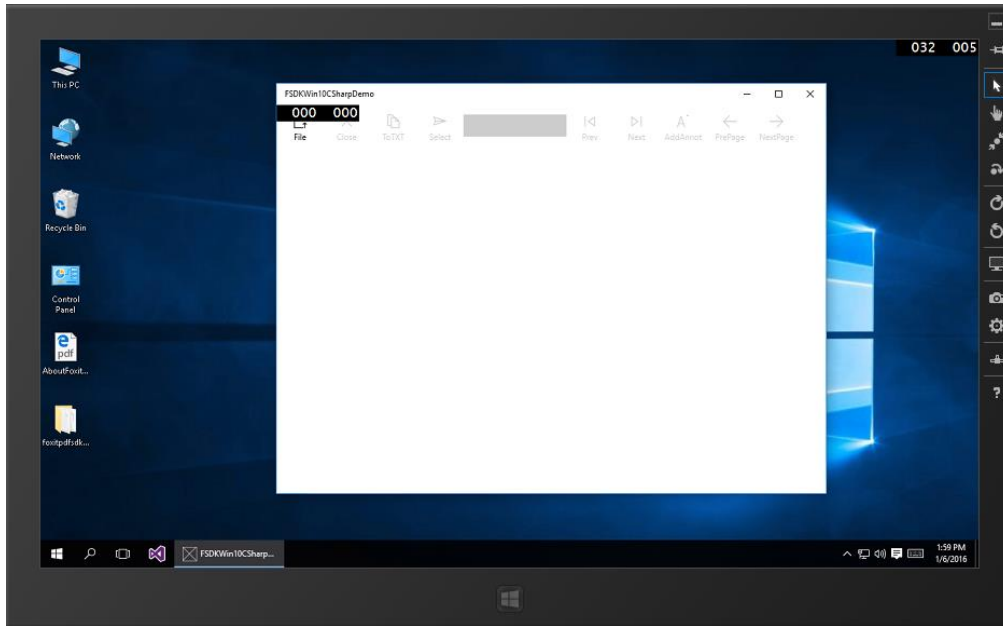 032 005
This PC
Network
Recycle Bin
Control
Panel
pdf
AboutFoxit...
foxitpdfsdk...
FSDKWin10CSharpDemo
000 000
File
Close
ToTXT
Select
Prev
Next
AddAnnot
PrePage
NextPage
FSDKWin10CSharp...
1:59 PM
1/6/2016
?